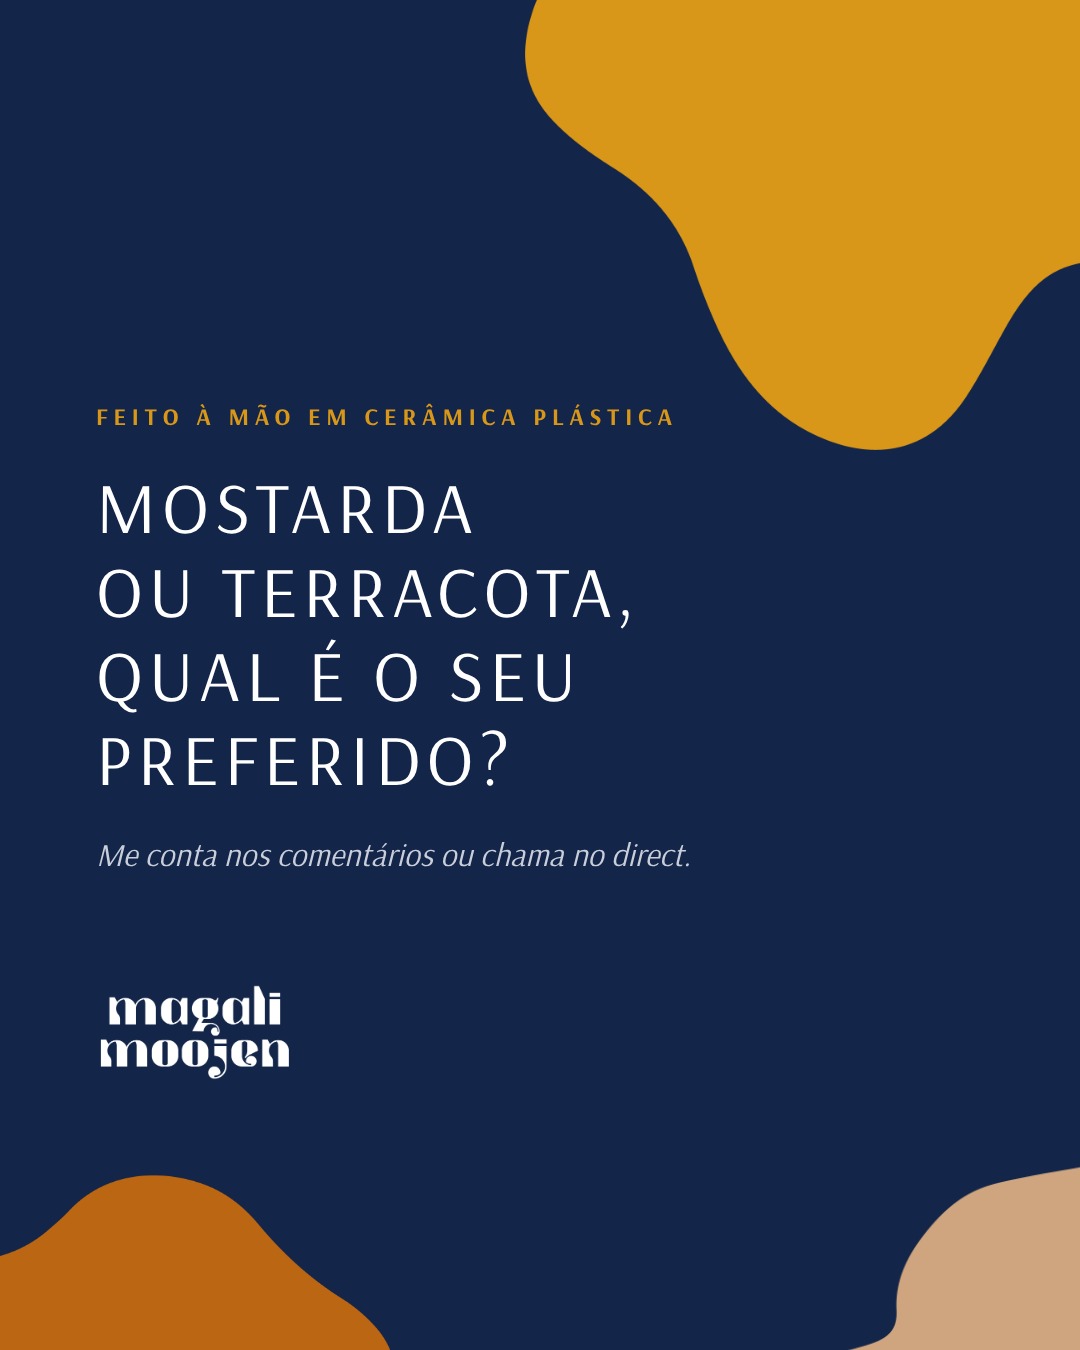 FEITO À MÃO EM CERÂMICA PLÁSTICA
MOSTARDA
OU TERRACOTA,
QUAL É O SEU
PREFERIDO?
Me conta nos comentários ou chama no direct.
magali
moojen